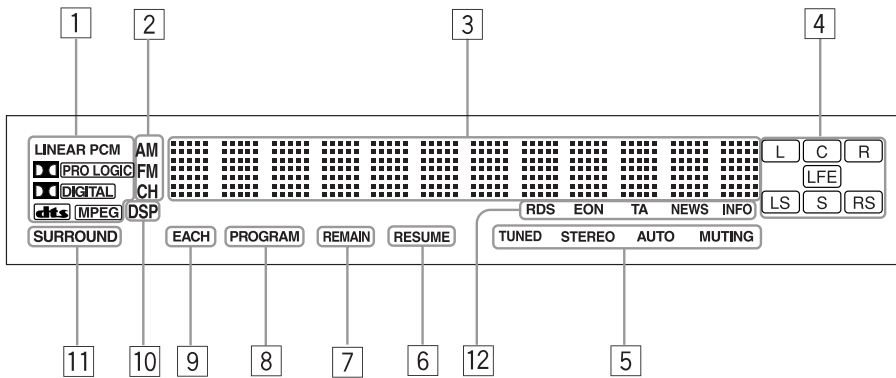 1 2 3 4
LINEAR PCM AM L C R
PRO LOGIC FM LFE
DIGITAL CH LS S RS
dts MPEG DSP RDS EON TA NEWS INFO
SURROUND EACH PROGRAM REMAIN RESUME TUNED STEREO AUTO MUTING
11 10 9 8 7 6 12 5